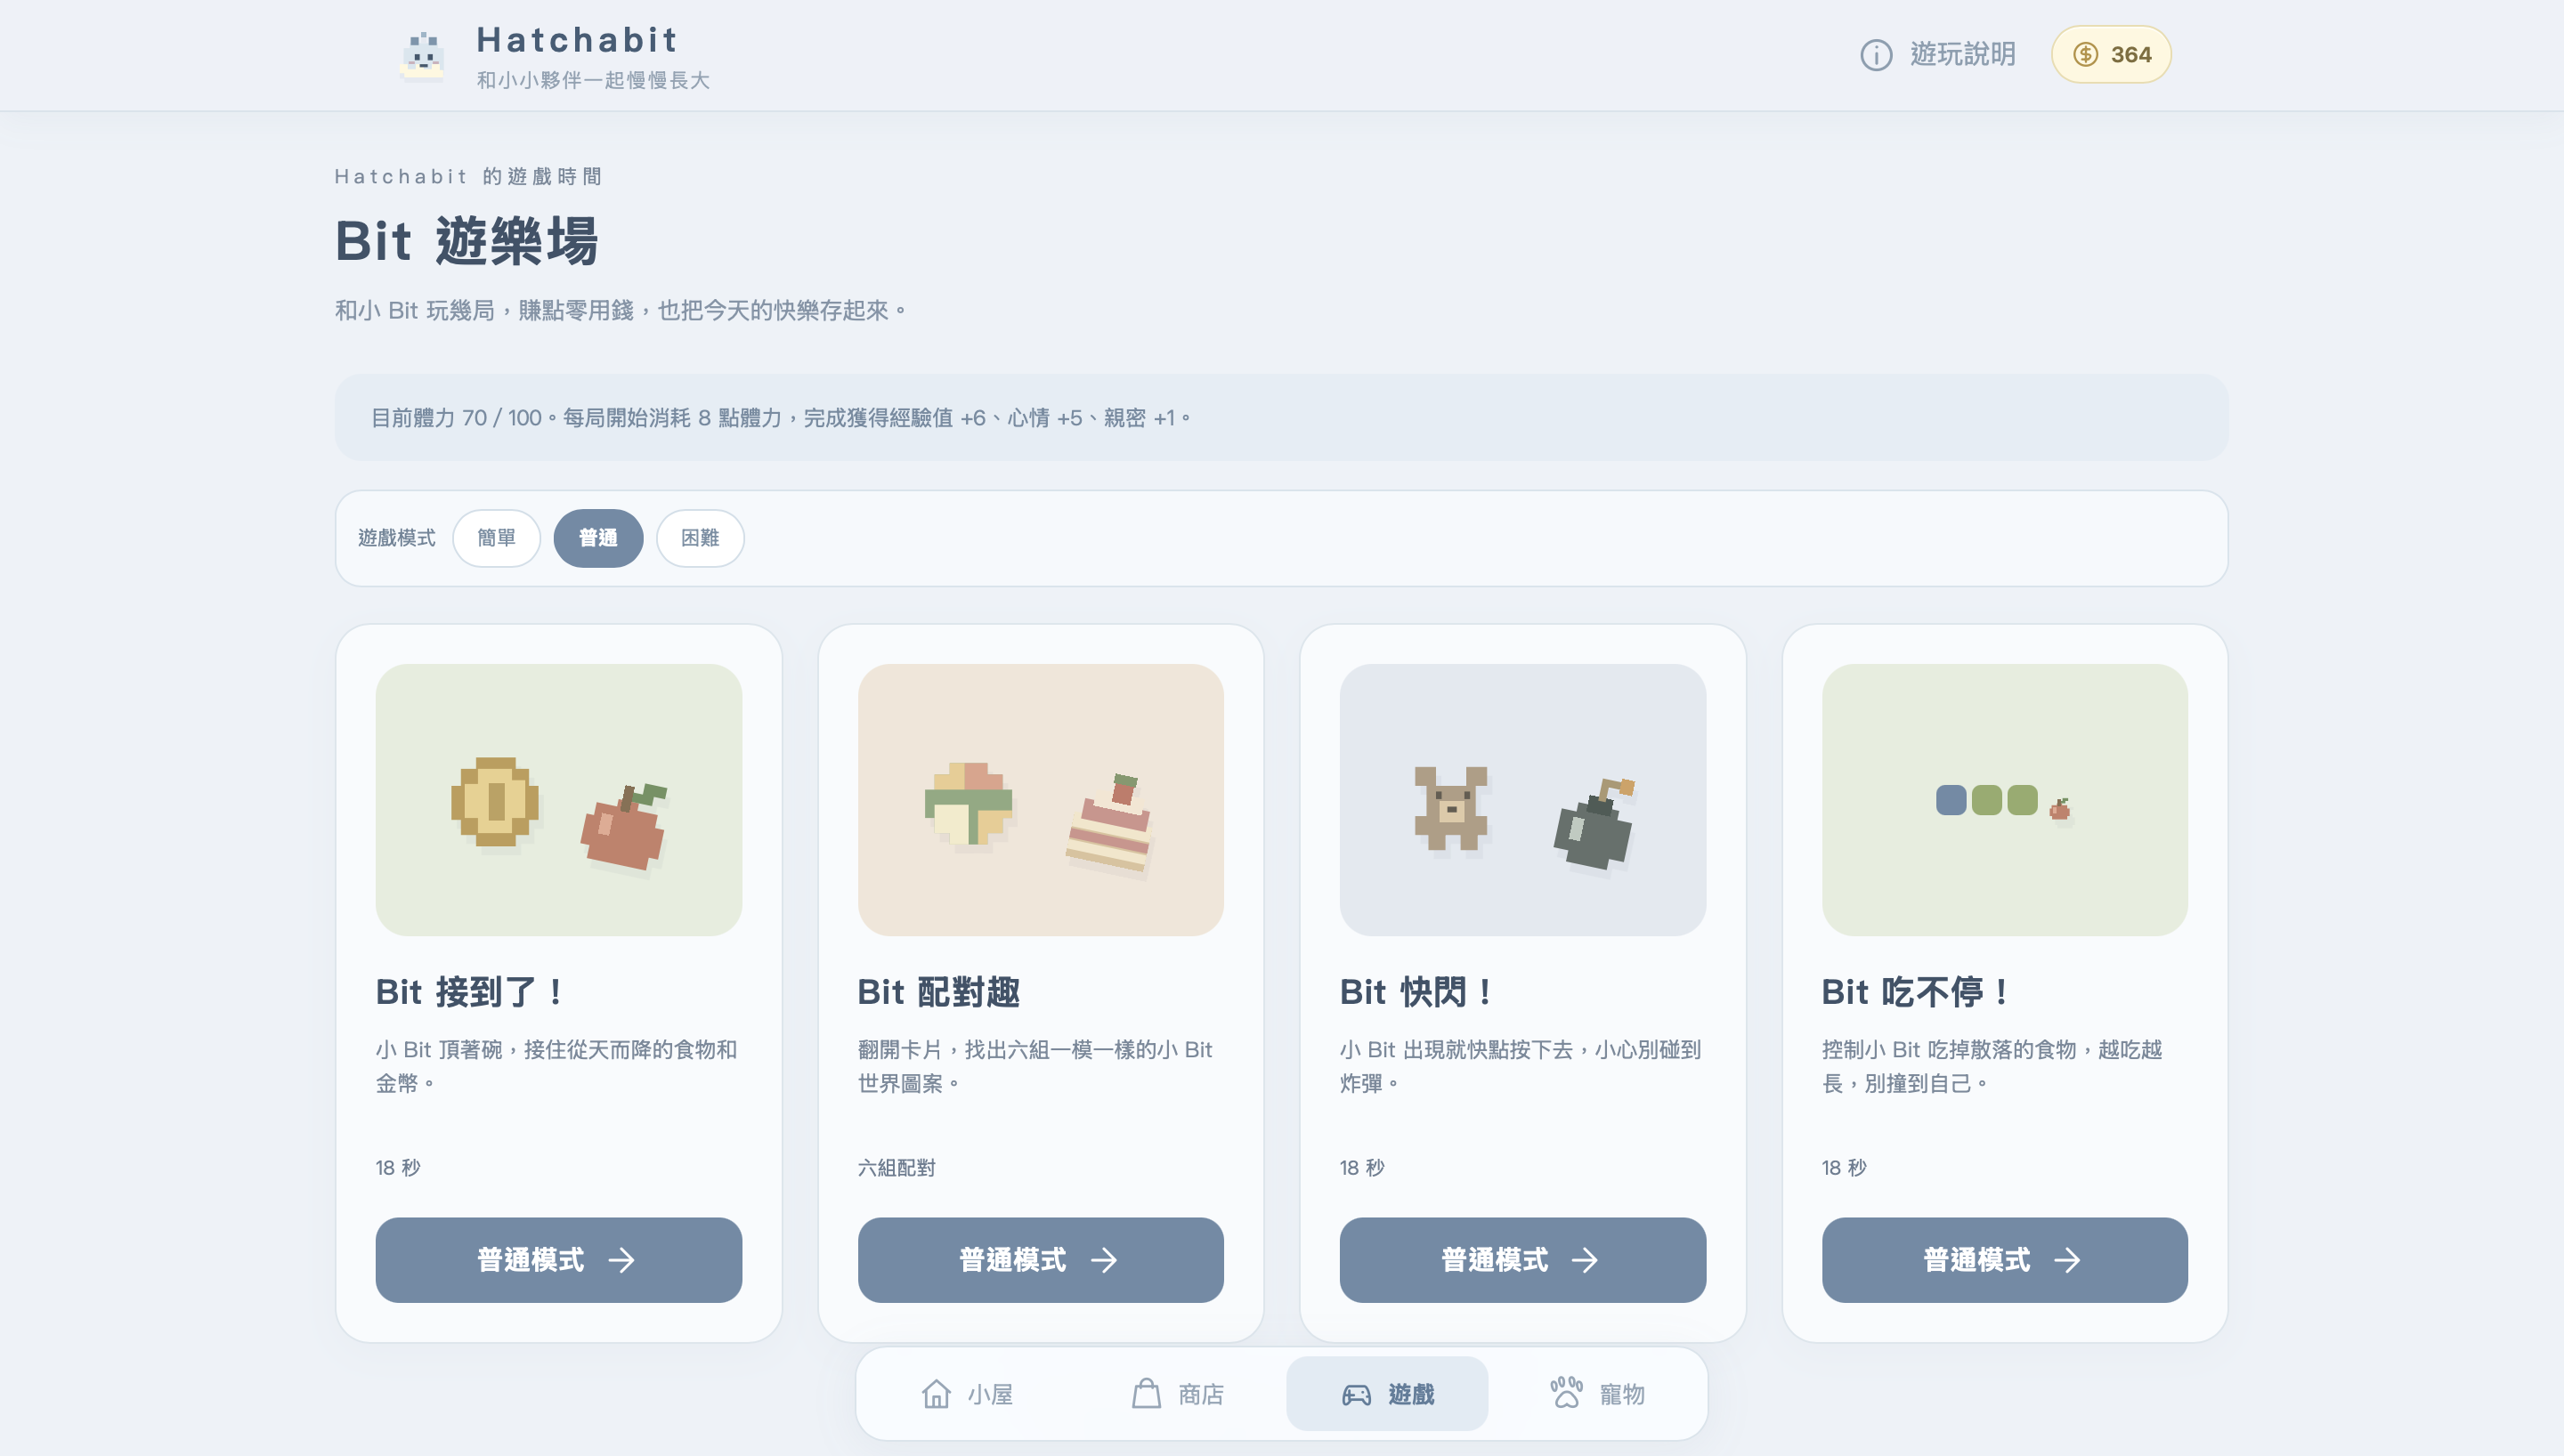 Hatchabit
和小小夥伴一起慢慢長大
遊玩說明
364
Hatchabit 的遊戲時間
Bit 遊樂場
和小 Bit 玩幾局，賺點零用錢，也把今天的快樂存起來。
目前體力 70 / 100。每局開始消耗 8 點體力，完成獲得經驗值 +6、心情 +5、親密 +1。
遊戲模式
簡單
普通
困難
Bit 接到了！
小 Bit 頂著碗，接住從天而降的食物和
金幣。
18 秒
普通模式
Bit 配對趣
翻開卡片，找出六組一模一樣的小 Bit
世界圖案。
六組配對
普通模式
Bit 快閃！
小 Bit 出現就快點按下去，小心別碰到
炸彈。
18 秒
普通模式
Bit 吃不停！
控制小 Bit 吃掉散落的食物，越吃越
長，別撞到自己。
18 秒
普通模式
小屋
商店
遊戲
寵物